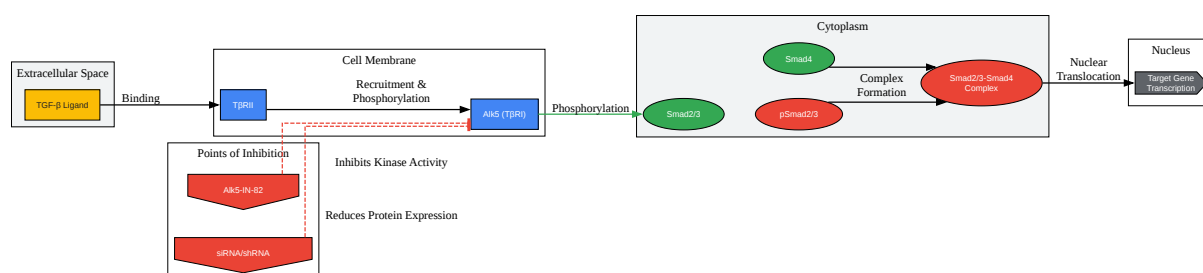 Extracellular Space
TGF-β Ligand
Binding
Cell Membrane
TβRII
Recruitment &
Phosphorylation
Alk5 (TβRI)
Phosphorylation
Points of Inhibition
Alk5-IN-82
Inhibits Kinase Activity
siRNA/shRNA
Reduces Protein Expression
Cytoplasm
Smad4
Smad2/3
pSmad2/3
Complex
Formation
Smad2/3-Smad4
Complex
Nuclear
Translocation
Nucleus
Target Gene
Transcription